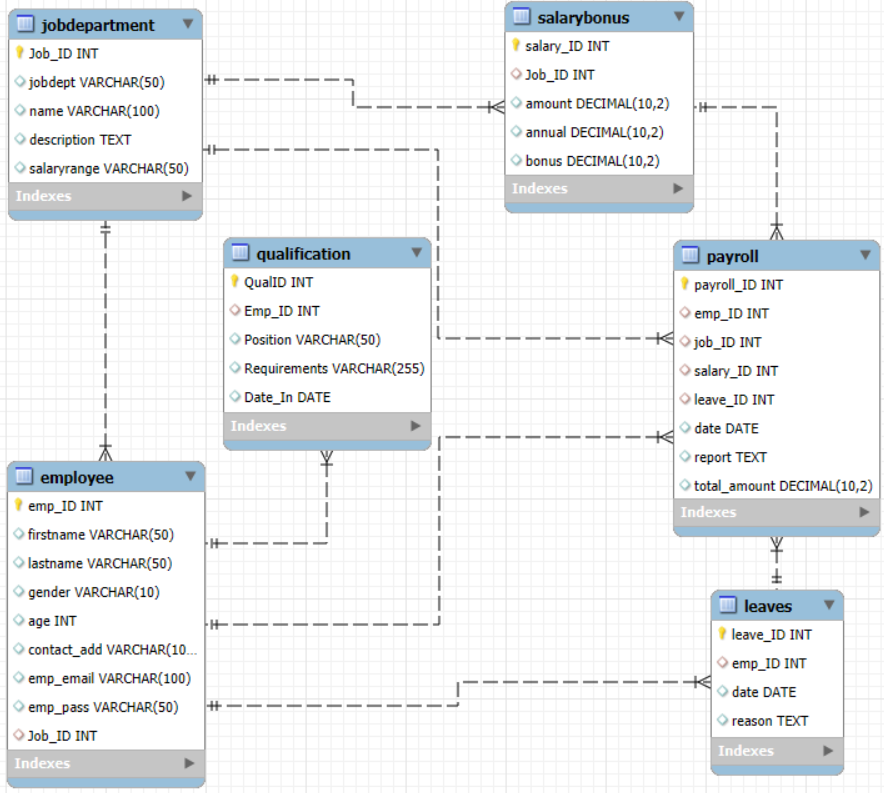 jobdepartment
Job_ID INT
jobdept VARCHAR(50)
name VARCHAR(100)
description TEXT
salaryrange VARCHAR(50)
Indexes
salarybonus
salary_ID INT
Job_ID INT
amount DECIMAL(10,2)
annual DECIMAL(10,2)
bonus DECIMAL(10,2)
Indexes
qualification
QualID INT
Emp_ID INT
Position VARCHAR(50)
Requirements VARCHAR(255)
Date_In DATE
Indexes
payroll
payroll_ID INT
emp_ID INT
job_ID INT
salary_ID INT
leave_ID INT
date DATE
report TEXT
total_amount DECIMAL(10,2)
Indexes
employee
emp_ID INT
firstname VARCHAR(50)
lastname VARCHAR(50)
gender VARCHAR(10)
age INT
contact_add VARCHAR(10...
emp_email VARCHAR(100)
emp_pass VARCHAR(50)
Job_ID INT
Indexes
leaves
leave_ID INT
emp_ID INT
date DATE
reason TEXT
Indexes